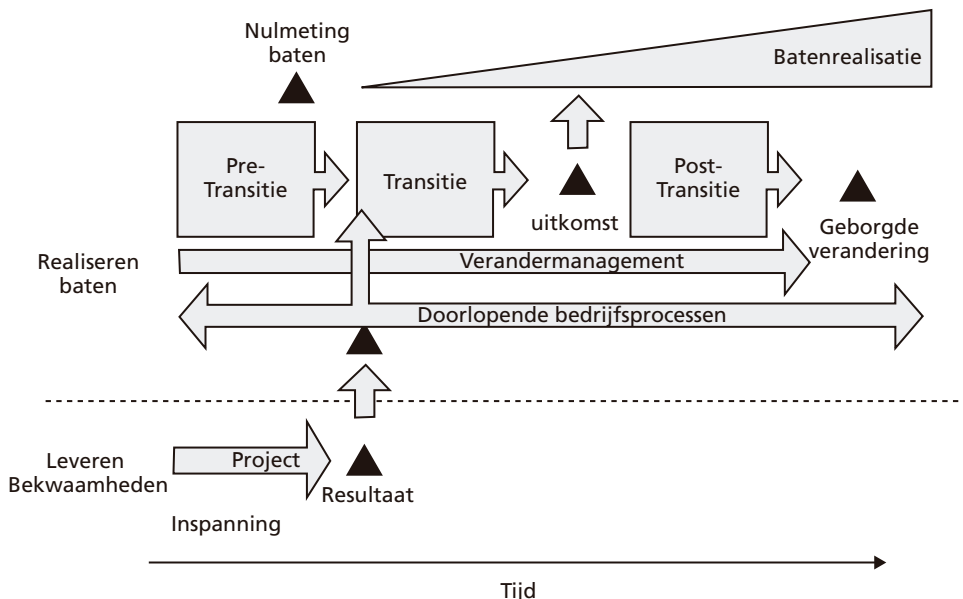 Nulmeting
baten
Batenrealisatie
Pre-
Transitie
Transitie
uitkomst
Post-
Transitie
Geborgde
verandering
Realiseren
baten
Verandermanagement
Doorlopende bedrijfsprocessen
Leveren
Bekwaamheden
Project
Resultaat
Inspanning
Tijd